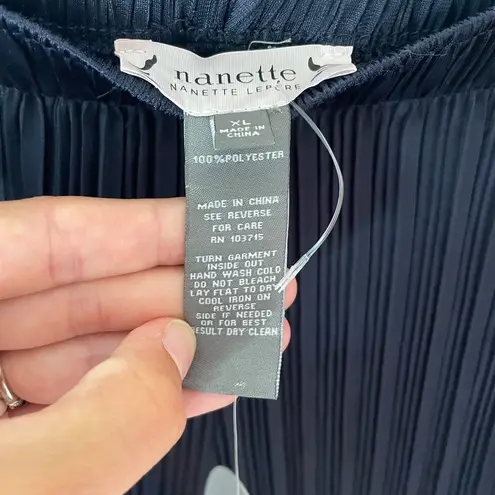 nanette
NANETTE LEPORE
XL
MADE IN
CHINA
100%POLYESTER
MADE IN CHINA
SEE REVERSE
FOR CARE
RN 103715
TURN GARMENT
INSIDE OUT
HAND WASH COLD
DO NOT BLEACH
LAY FLAT TO DRY
COOL IRON ON
REVERSE
SIDE IF NEEDED
OR FOR BEST
RESULT DRY CLEAN